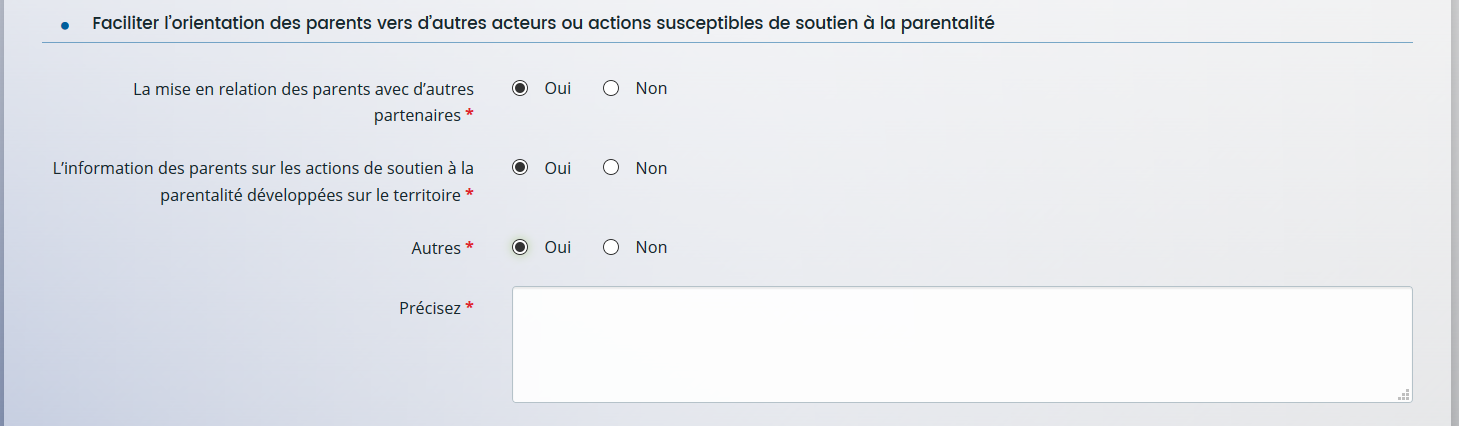 Faciliter l'orientation des parents vers d'autres acteurs ou actions susceptibles de soutien à la parentalité
La mise en relation des parents avec d’autres
partenaires *
Oui Non
L’information des parents sur les actions de soutien à la
parentalité développées sur le territoire *
Oui Non
Autres * Oui Non
Précisez *